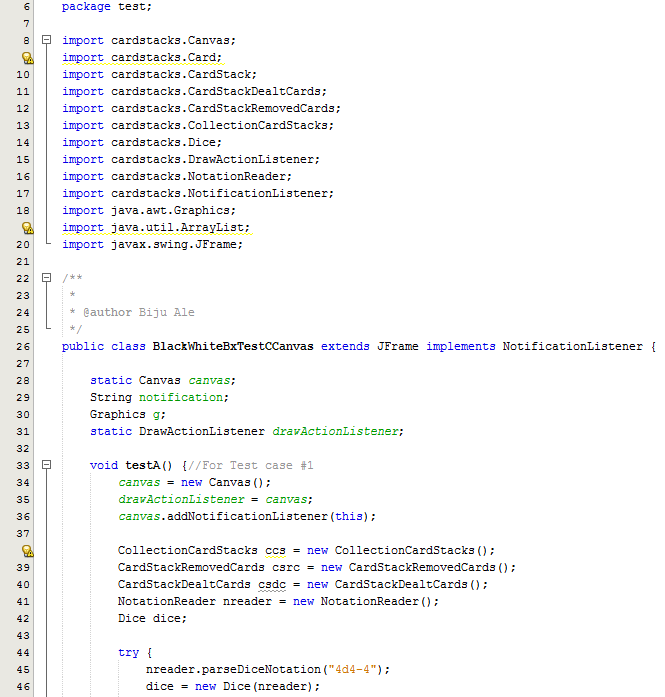 6 package test;
7
8 import cardstacks.Canvas;
import cardstacks.Card;
10 import cardstacks.CardStack;
11 import cardstacks.CardStackDealtCards;
12 import cardstacks.CardStackRemovedCards;
13 import cardstacks.CollectionCardStacks;
14 import cardstacks.Dice;
15 import cardstacks.DrawActionListener;
16 import cardstacks.NotationReader;
17 import cardstacks.NotificationListener;
18 import java.awt.Graphics;
import java.util.ArrayList;
20 import javax.swing.JFrame;
21
22 /**
23 *
24 * @author Biju Ale
25 */
26 public class BlackWhiteBxTestCCanvas extends JFrame implements NotificationListener {
27
28 static Canvas canvas;
29 String notification;
30 Graphics g;
31 static DrawActionListener drawActionListener;
32
33 void testA() {//For Test case #1
34 canvas = new Canvas();
35 drawActionListener = canvas;
36 canvas.addNotificationListener(this);
37
CollectionCardStacks ccs = new CollectionCardStacks();
39 CardStackRemovedCards csrc = new CardStackRemovedCards();
40 CardStackDealtCards csdc = new CardStackDealtCards();
41 NotationReader nreader = new NotationReader();
42 Dice dice;
43
44 try {
45 nreader.parseDiceNotation("4d4-4");
46 dice = new Dice(nreader);